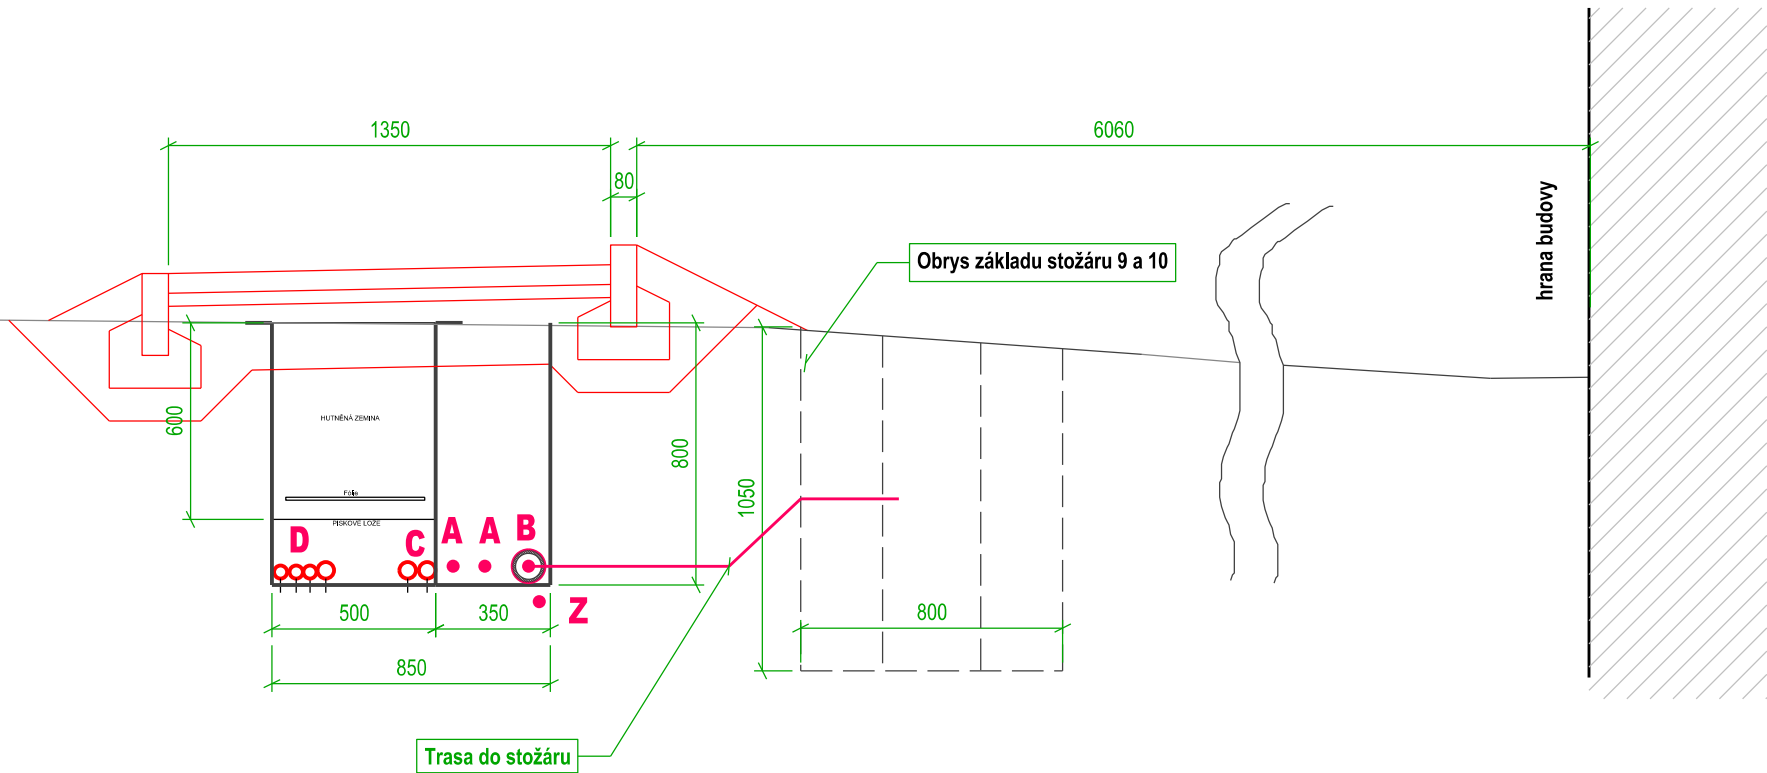 1350
6060
80
hrana budovy
Obrys základu stožáru 9 a 10
600
HUTNĚNÁ ZEMINA
800
1050
Fólie
PÍSKOVÉ LOŽE
D
C
A
A
B
Z
500
350
800
850
Trasa do stožáru